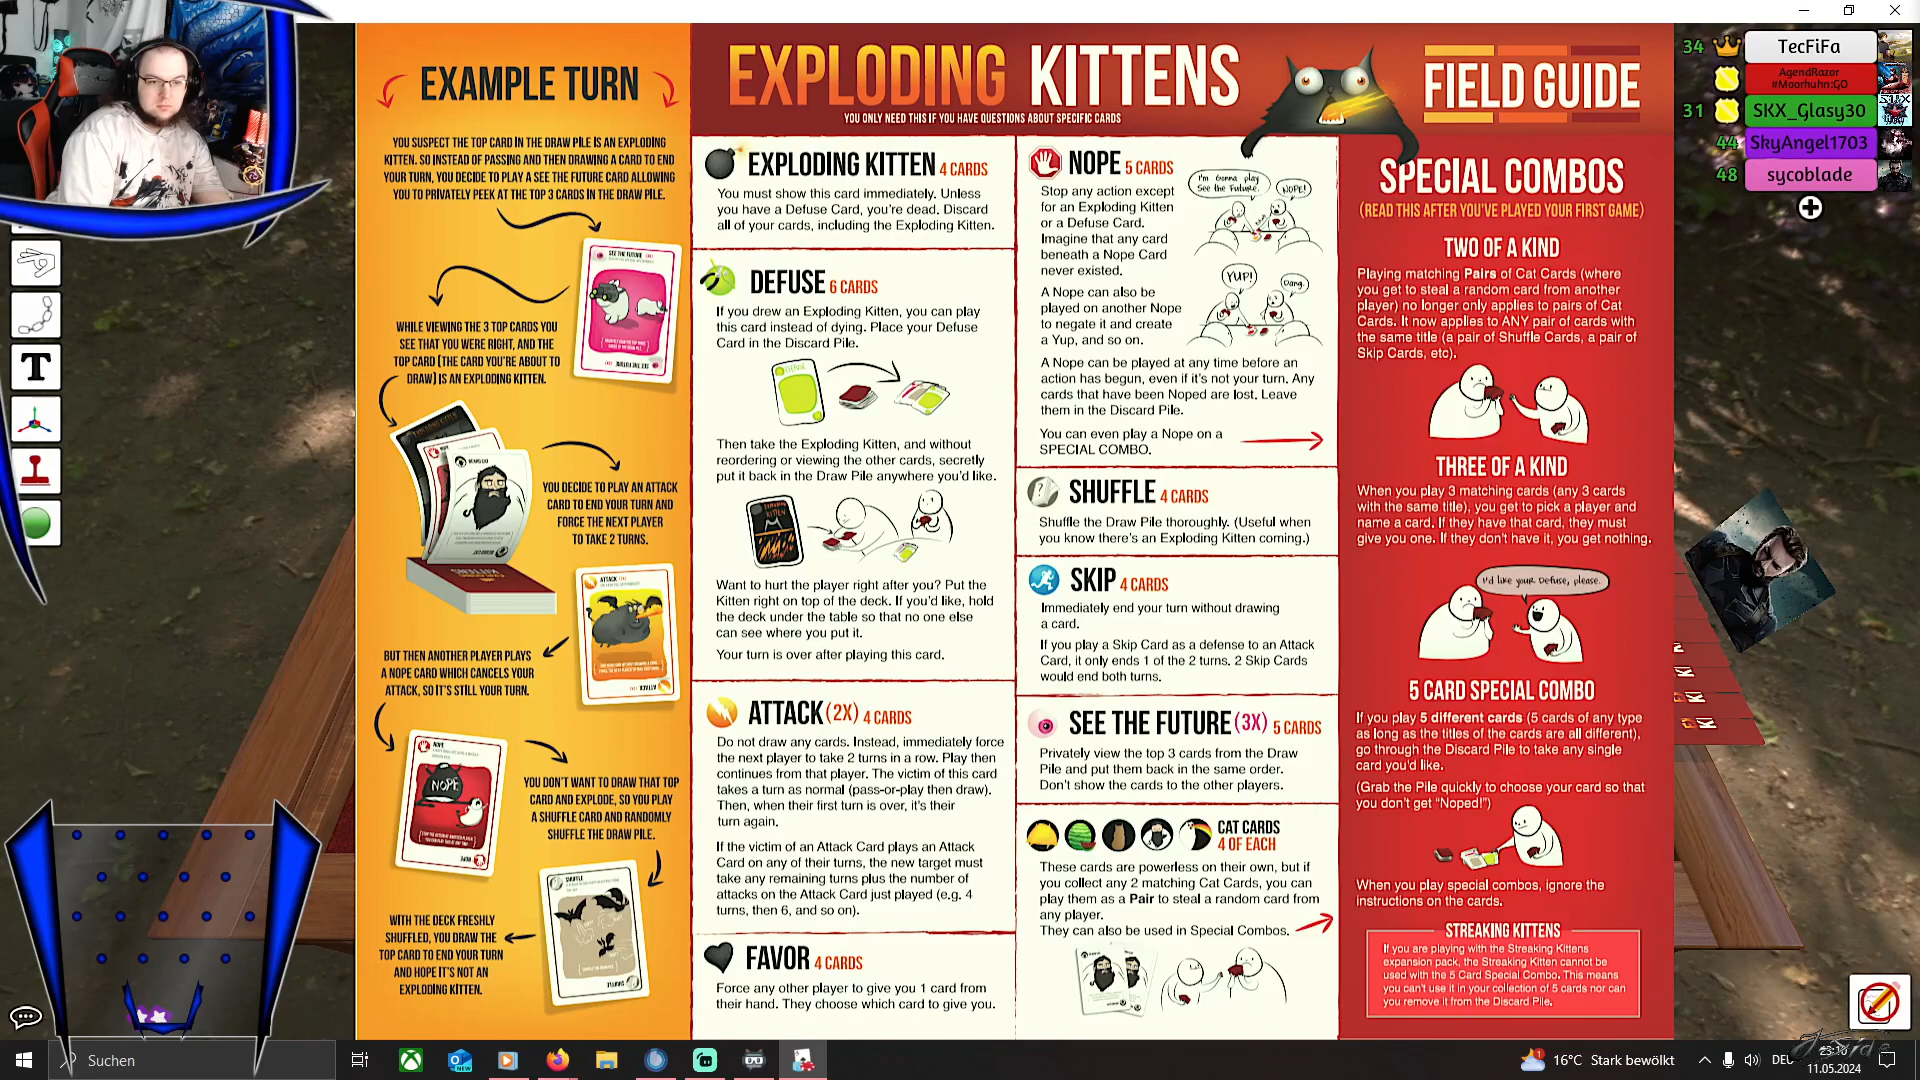 EXAMPLE TURN
YOU SUSPECT THE TOP CARD IN THE DRAW PILE IS AN EXPLODING
KITTEN. SO INSTEAD OF PASSING AND THEN DRAWING A CARD TO END
YOUR TURN, YOU DECIDE TO PLAY A SEE THE FUTURE CARD ALLOWING
YOU TO PRIVATELY PEEK AT THE TOP 3 CARDS IN THE DRAW PILE.
SEE THE FUTURE
WHILE VIEWING THE 3 TOP CARDS YOU
SEE THAT YOU WERE RIGHT, AND THE
TOP CARD (THE CARD YOU'RE ABOUT TO
DRAW) IS AN EXPLODING KITTEN.
YOU DECIDE TO PLAY AN ATTACK
CARD TO END YOUR TURN AND
FORCE THE NEXT PLAYER
TO TAKE 2 TURNS.
ATTACK
BUT THEN ANOTHER PLAYER PLAYS
A NOPE CARD WHICH CANCELS YOUR
ATTACK, SO IT'S STILL YOUR TURN.
NOPE
NOPE
YOU DON'T WANT TO DRAW THAT TOP
CARD AND EXPLODE, SO YOU PLAY
A SHUFFLE CARD AND RANDOMLY
SHUFFLE THE DRAW PILE.
SHUFFLE
WITH THE DECK FRESHLY
SHUFFLED, YOU DRAW THE
TOP CARD TO END YOUR TURN
AND HOPE IT'S NOT AN
EXPLODING KITTEN.
EXPLODING KITTENS
YOU ONLY NEED THIS IF YOU HAVE QUESTIONS ABOUT SPECIFIC CARDS
FIELD GUIDE
EXPLODING KITTEN 4 CARDS
You must show this card immediately. Unless
you have a Defuse Card, you're dead. Discard
all of your cards, including the Exploding Kitten.
DEFUSE 6 CARDS
If you drew an Exploding Kitten, you can play
this card instead of dying. Place your Defuse
Card in the Discard Pile.
Then take the Exploding Kitten, and without
reordering or viewing the other cards, secretly
put it back in the Draw Pile anywhere you'd like.
Want to hurt the player right after you? Put the
Kitten right on top of the deck. If you'd like, hold
the deck under the table so that no one else
can see where you put it.
Your turn is over after playing this card.
ATTACK (2X) 4 CARDS
Do not draw any cards. Instead, immediately force
the next player to take 2 turns in a row. Play then
continues from that player. The victim of this card
takes a turn as normal (pass-or-play then draw).
Then, when their first turn is over, it's their
turn again.
If the victim of an Attack Card plays an Attack
Card on any of their turns, the new target must
take any remaining turns plus the number of
attacks on the Attack Card just played (e.g. 4
turns, then 6, and so on).
FAVOR 4 CARDS
Force any other player to give you 1 card from
their hand. They choose which card to give you.
NOPE 5 CARDS
Stop any action except
for an Exploding Kitten
or a Defuse Card.
Imagine that any card
beneath a Nope Card
never existed.
A Nope can also be
played on another Nope
to negate it and create
a Yup, and so on.
A Nope can be played at any time before an
action has begun, even if it's not your turn. Any
cards that have been Noped are lost. Leave
them in the Discard Pile.
You can even play a Nope on a
SPECIAL COMBO.
I'm Gonna play
See the Future.
NOPE!
YUP!
Dang.
SHUFFLE 4 CARDS
Shuffle the Draw Pile thoroughly. (Useful when
you know there's an Exploding Kitten coming.)
SKIP 4 CARDS
Immediately end your turn without drawing
a card.
If you play a Skip Card as a defense to an Attack
Card, it only ends 1 of the 2 turns. 2 Skip Cards
would end both turns.
SEE THE FUTURE (3X) 5 CARDS
Privately view the top 3 cards from the Draw
Pile and put them back in the same order.
Don't show the cards to the other players.
CAT CARDS
4 OF EACH
These cards are powerless on their own, but if
you collect any 2 matching Cat Cards, you can
play them as a Pair to steal a random card from
any player.
They can also be used in Special Combos.
SPECIAL COMBOS
(READ THIS AFTER YOU'VE PLAYED YOUR FIRST GAME)
TWO OF A KIND
Playing matching Pairs of Cat Cards (where
you get to steal a random card from another
player) no longer only applies to pairs of Cat
Cards. It now applies to ANY pair of cards with
the same title (a pair of Shuffle Cards, a pair of
Skip Cards, etc).
THREE OF A KIND
When you play 3 matching cards (any 3 cards
with the same title), you get to pick a player and
name a card. If they have that card, they must
give you one. If they don't have it, you get nothing.
I'd like your Defuse, please.
5 CARD SPECIAL COMBO
If you play 5 different cards (5 cards of any type
as long as the titles of the cards are all different),
go through the Discard Pile to take any single
card you'd like.
(Grab the Pile quickly to choose your card so that
you don't get "Noped!")
When you play special combos, ignore the
instructions on the cards.
STREAKING KITTENS
If you are playing with the Streaking Kittens
expansion pack, the Streaking Kitten cannot be
used with the 5 Card Special Combo. This means
you can't use it in your collection of 5 cards nor can
you remove it from the Discard Pile.
34 TecFiFa
AgendRazor
#Moorhuhn:GO
31 SKX_Glasy30
44 SkyAngel1703
48 sycoblade
T
Suchen
16°C Stark bewölkt
DEU
11.05.2024